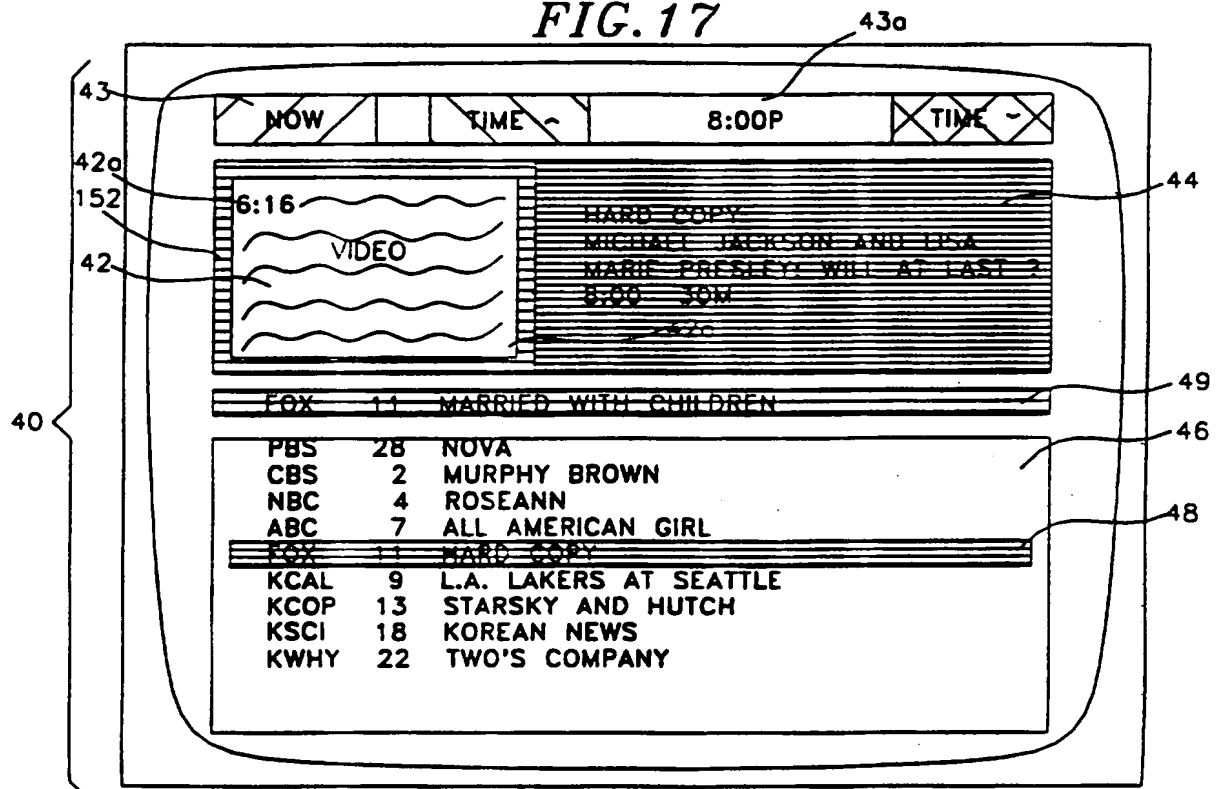 FIG. 17
43a
43
NOW
TIME ~
8:00P
TIME ~
42a
152
42
40
6:16
VIDEO
HARD COPY
MICHAEL JACKSON AND LISA
MARIE PRESLEY: WILL AT LAST ?
8:00 30M
44
FOX 11 MARRIED WITH CHILDREN
49
46
PBS 28 NOVA
CBS 2 MURPHY BROWN
NBC 4 ROSEANN
ABC 7 ALL AMERICAN GIRL
FOX 11 HARD COPY
48
KCAL 9 L.A. LAKERS AT SEATTLE
KCOP 13 STARSKY AND HUTCH
KSCI 18 KOREAN NEWS
KWHY 22 TWO'S COMPANY